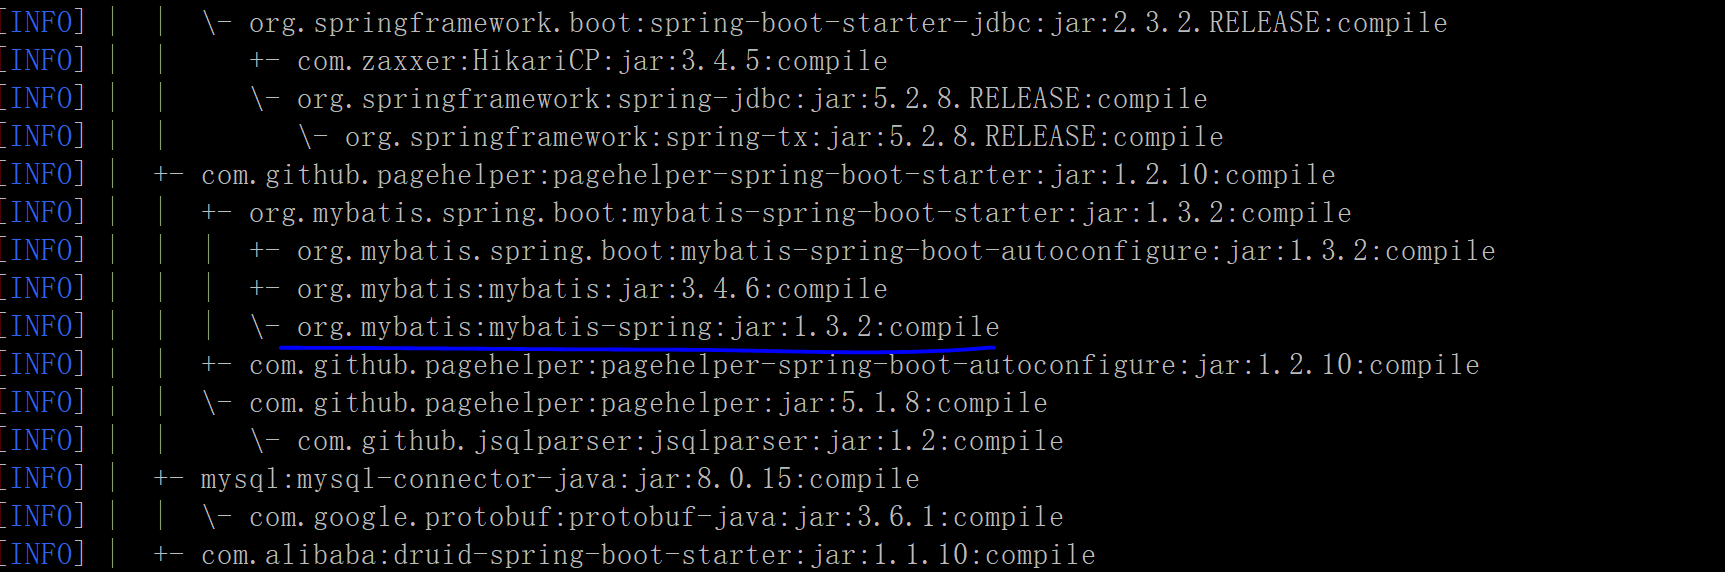 [INFO] |  |  \- org.springframework.boot:spring-boot-starter-jdbc:jar:2.3.2.RELEASE:compile
[INFO] |  |     +- com.zaxxer:HikariCP:jar:3.4.5:compile
[INFO] |  |     \- org.springframework:spring-jdbc:jar:5.2.8.RELEASE:compile
[INFO] |  |        \- org.springframework:spring-tx:jar:5.2.8.RELEASE:compile
[INFO] |  +- com.github.pagehelper:pagehelper-spring-boot-starter:jar:1.2.10:compile
[INFO] |  |  +- org.mybatis.spring.boot:mybatis-spring-boot-starter:jar:1.3.2:compile
[INFO] |  |  |  +- org.mybatis.spring.boot:mybatis-spring-boot-autoconfigure:jar:1.3.2:compile
[INFO] |  |  |  +- org.mybatis:mybatis:jar:3.4.6:compile
[INFO] |  |  |  \- org.mybatis:mybatis-spring:jar:1.3.2:compile
[INFO] |  |  +- com.github.pagehelper:pagehelper-spring-boot-autoconfigure:jar:1.2.10:compile
[INFO] |  |  \- com.github.pagehelper:pagehelper:jar:5.1.8:compile
[INFO] |  |     \- com.github.jsqlparser:jsqlparser:jar:1.2:compile
[INFO] |  +- mysql:mysql-connector-java:jar:8.0.15:compile
[INFO] |  |  \- com.google.protobuf:protobuf-java:jar:3.6.1:compile
[INFO] |  +- com.alibaba:druid-spring-boot-starter:jar:1.1.10:compile